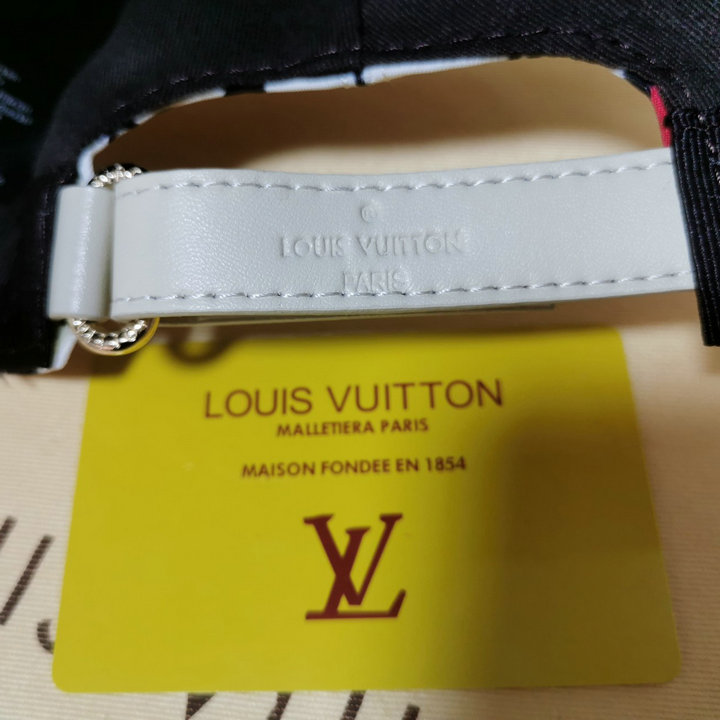 ®
LOUIS VUITTON
PARIS
LOUIS VUITTON
MALLETIERA PARIS
MAISON FONDEE EN 1854
LV